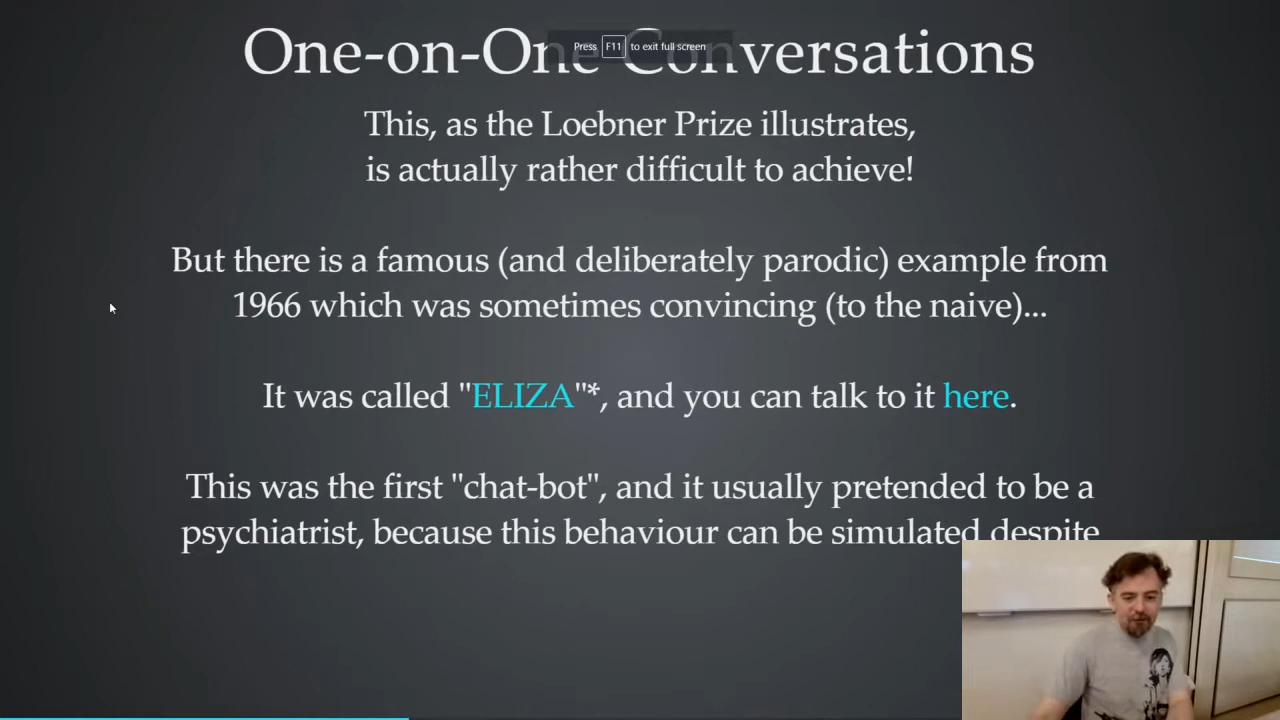 One-on-One Conversations
Press F11 to exit full screen
This, as the Loebner Prize illustrates,
is actually rather difficult to achieve!
But there is a famous (and deliberately parodic) example from
1966 which was sometimes convincing (to the naive)...
It was called "ELIZA"*, and you can talk to it here.
This was the first "chat-bot", and it usually pretended to be a
psychiatrist, because this behaviour can be simulated despite